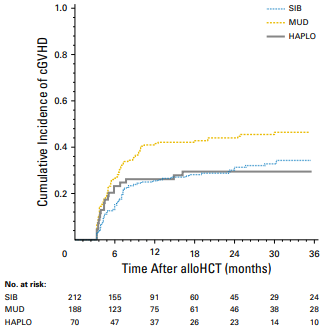 1.0
SIB
MUD
HAPLO
0.8
0.6
0.4
0.2
Cumulative Incidence of cGVHD
0 6 12 18 24 30 36
Time After alloHCT (months)
No. at risk:
SIB 212 155 91 60 45 29 24
MUD 188 123 75 61 46 38 28
HAPLO 70 47 37 26 23 14 10